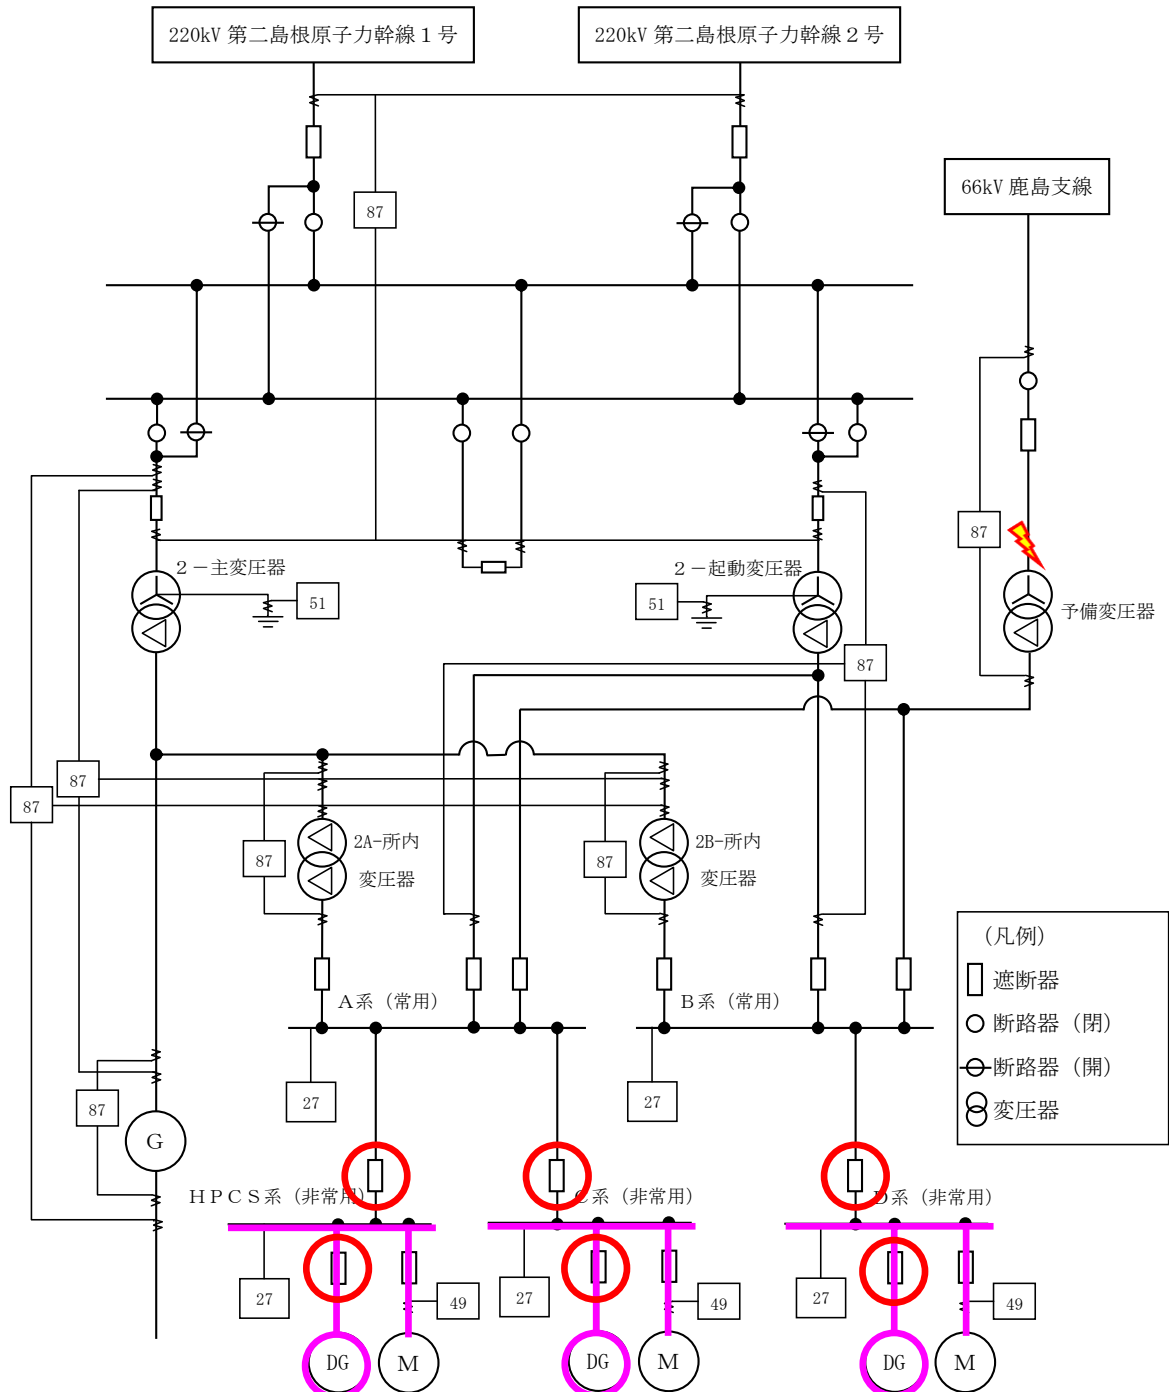 220kV 第二島根原子力幹線１号
220kV 第二島根原子力幹線２号
66kV 鹿島支線
87
87
２－主変圧器
51
２－起動変圧器
51
予備変圧器
87
87
87
2A-所内
変圧器
87
2B-所内
変圧器
87
（凡例）
遮断器
断路器（閉）
断路器（開）
変圧器
Ａ系（常用）
Ｂ系（常用）
27
27
87
G
ＨＰＣＳ系（非常用）
Ｃ系（非常用）
Ｄ系（非常用）
27
49
27
49
27
49
DG
M
DG
M
DG
M